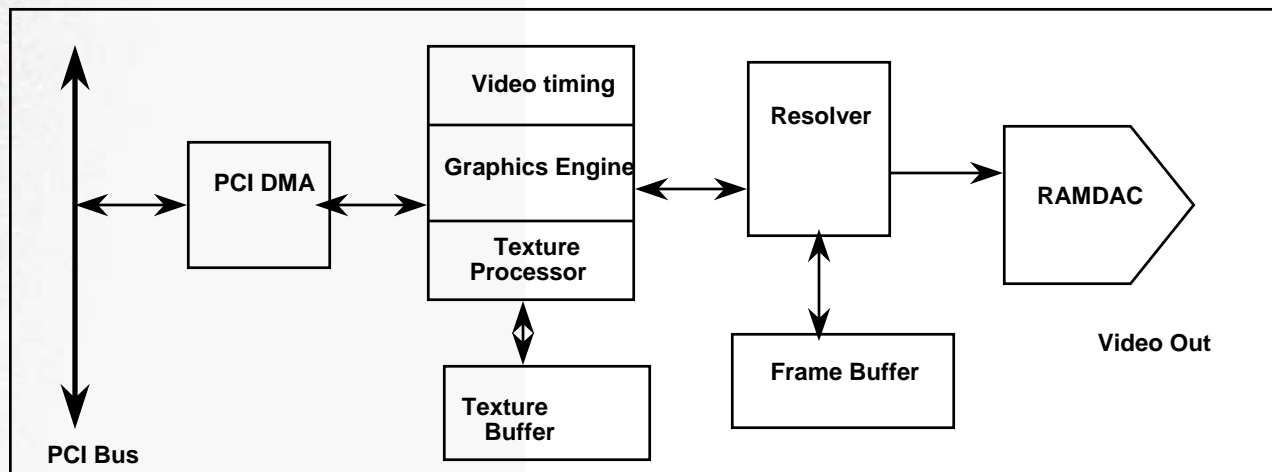 Video timing
Graphics Engine
Texture
Processor
PCI DMA
Resolver
RAMDAC
Texture
Buffer
Frame Buffer
Video Out
PCI Bus